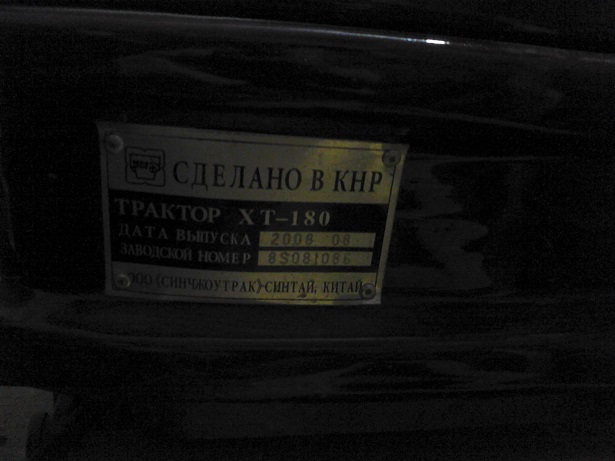 СДЕЛАНО В КНР
ТРАКТОР XT-180
ДАТА ВЫПУСКА 2008 08
ЗАВОДСКОЙ НОМЕР 8S081086
ООО (СИНЧЖОУТРАК) СИНТАЙ, КИТАЙ